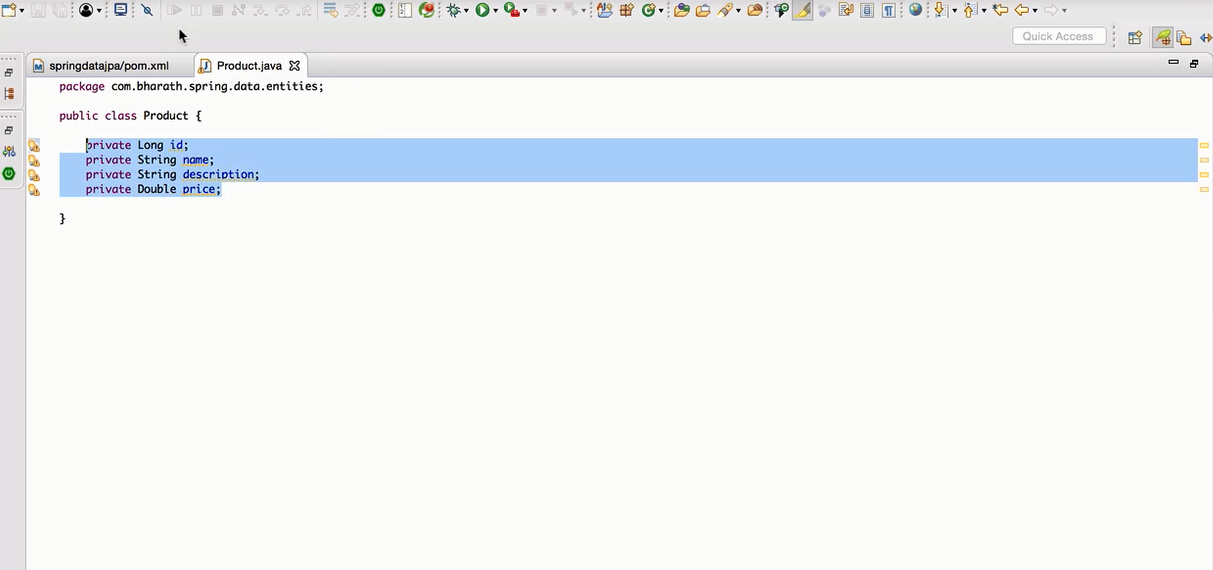 Quick Access
springdatajpa/pom.xml
Product.java
package com.bharath.spring.data.entities;
public class Product {
private Long id;
private String name;
private String description;
private Double price;
}